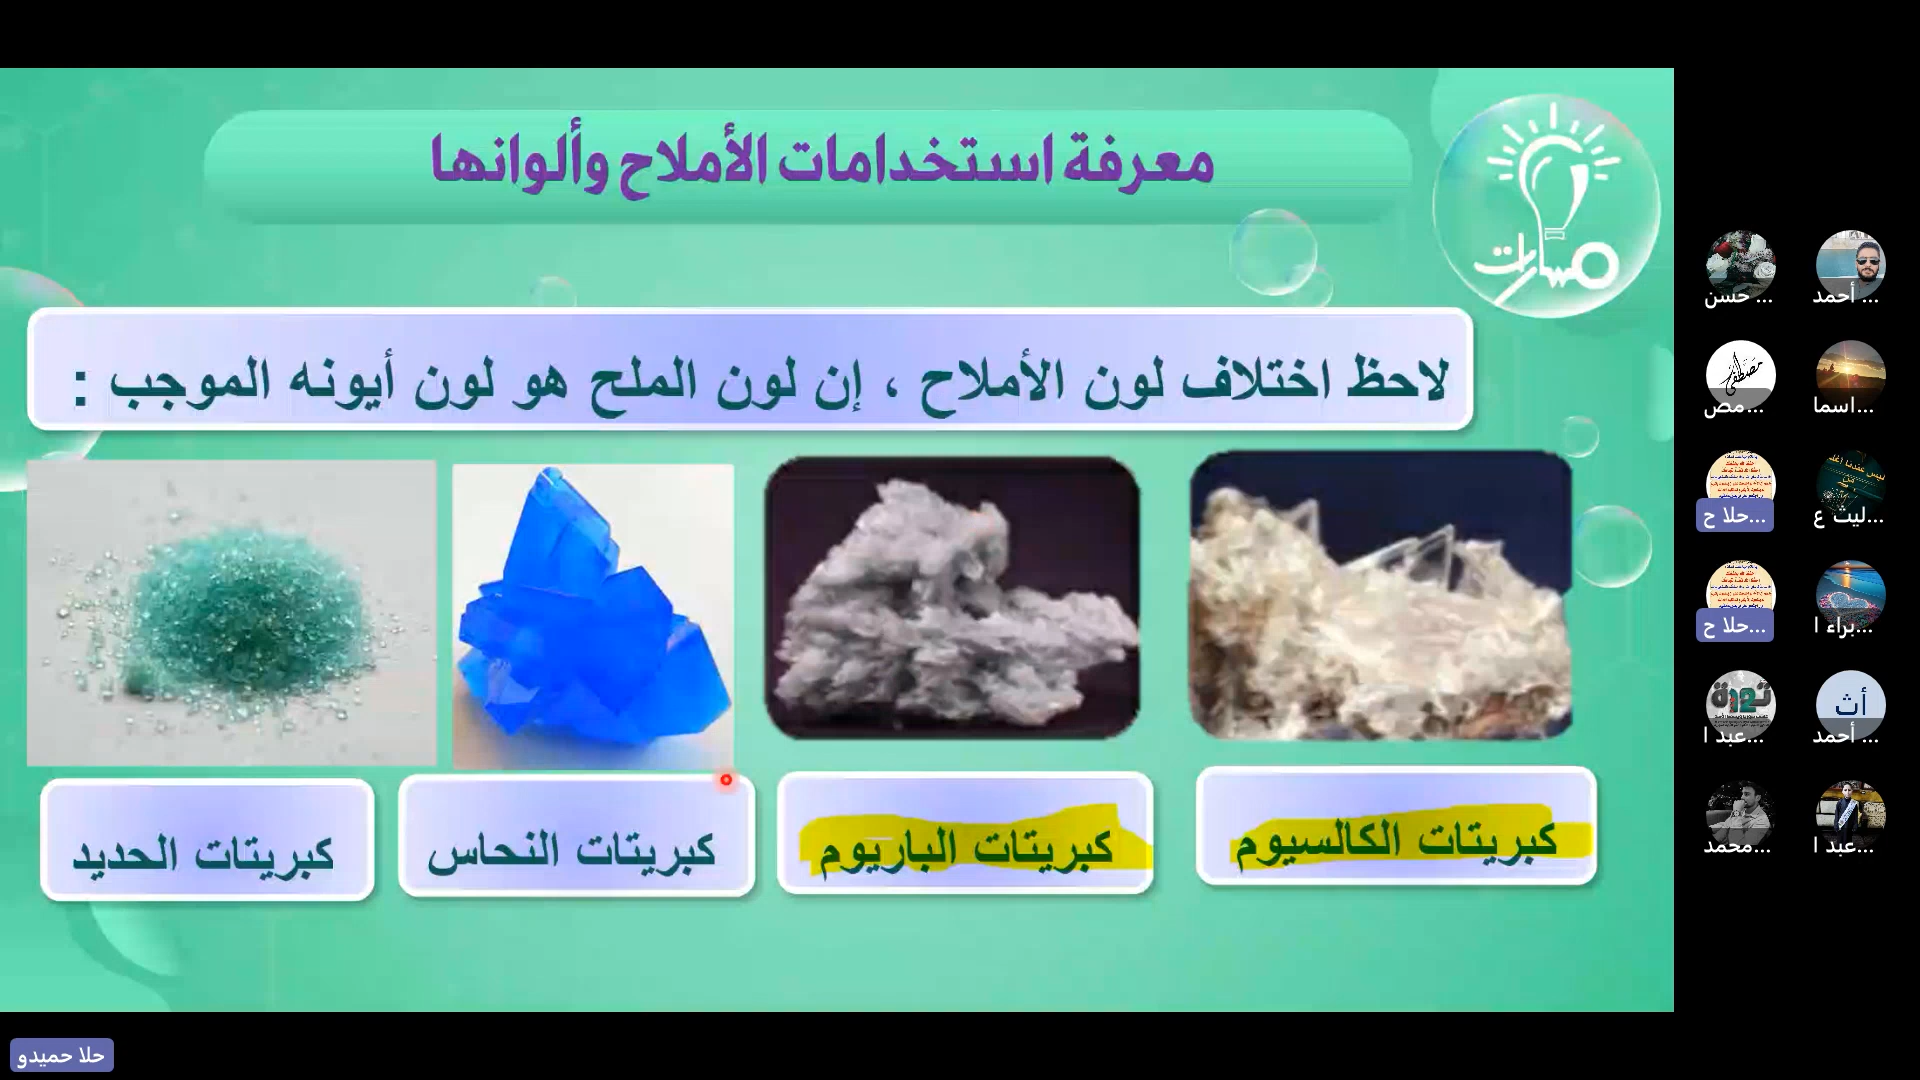 معرفة استخدامات الأملاح وألوانها
مسارات
لاحظ اختلاف لون الأملاح ، إن لون الملح هو لون أيونه الموجب :
كبريتات الكالسيوم
كبريتات الباريوم
كبريتات النحاس
كبريتات الحديد
أحمد ...
حسن ...
اسما...
مص...
ليث ع...
حلا ح...
براء ا...
حلا ح...
أث
أحمد ...
عبد ا...
عبد ا...
محمد...
حلا حميدو